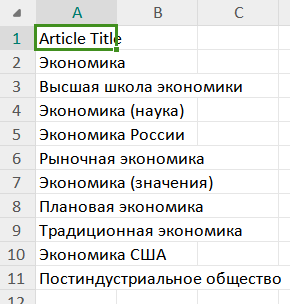 A B C
1 Article Title
2 Экономика
3 Высшая школа экономики
4 Экономика (наука)
5 Экономика России
6 Рыночная экономика
7 Экономика (значения)
8 Плановая экономика
9 Традиционная экономика
10 Экономика США
11 Постиндустриальное общество
12